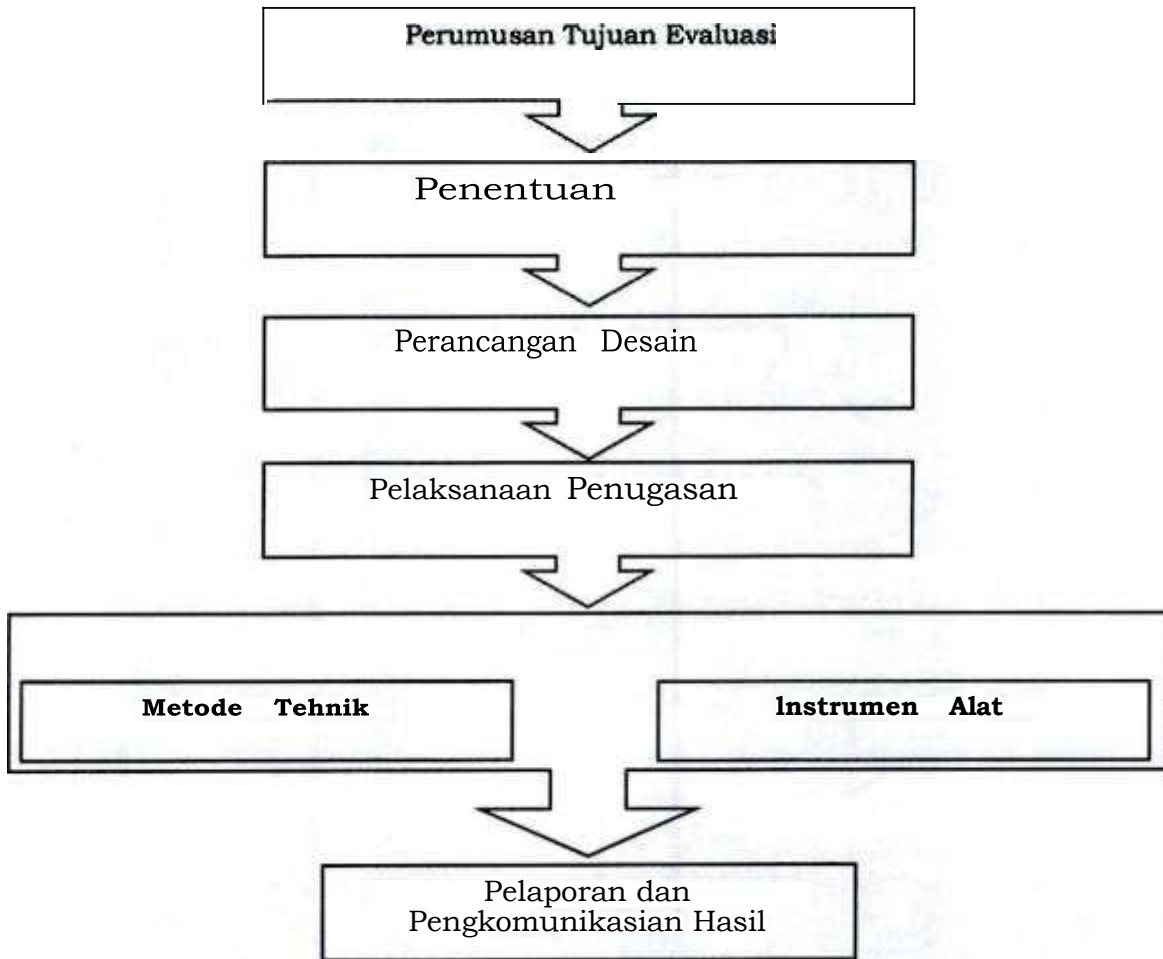 Perumusan Tujuan Evaluasi
Penentuan
Perancangan Desain
Pelaksanaan Penugasan
Metode Tehnik
lnstrumen Alat
Pelaporan dan
Pengkomunikasian Hasil